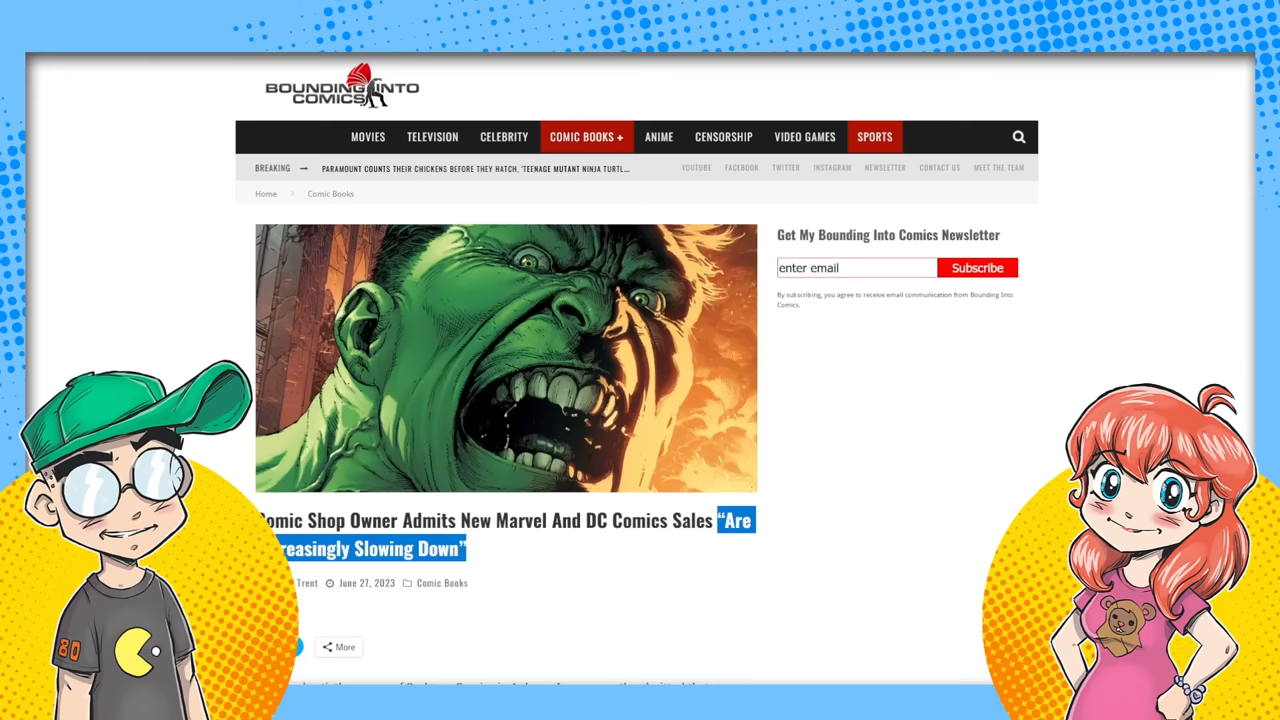 BOUNDING INTO
COMICS
MOVIES TELEVISION CELEBRITY COMIC BOOKS + ANIME CENSORSHIP VIDEO GAMES SPORTS
BREAKING → PARAMOUNT COUNTS THEIR CHICKENS BEFORE THEY HATCH, 'TEENAGE MUTANT NINJA TURTL... YOUTUBE FACEBOOK TWITTER INSTAGRAM NEWSLETTER CONTACT US MEET THE TEAM
Home > Comic Books
Get My Bounding Into Comics Newsletter
enter email Subscribe
By subscribing, you agree to receive email communication from Bounding Into
Comics.
omic Shop Owner Admits New Marvel And DC Comics Sales “Are
reasingly Slowing Down”
Trent June 27, 2023 Comic Books
More
80